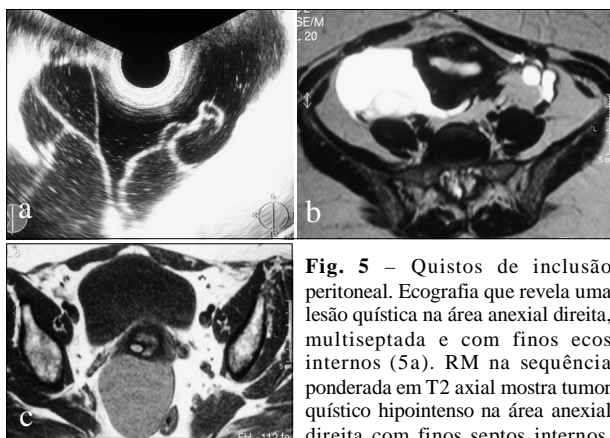 SE/M
L 20
a
b
L
5
c
EH
Fig. 5 – Quistos de inclusão
peritoneal. Ecografia que revela uma
lesão quística na área anexial direita,
multiseptada e com finos ecos
internos (5a). RM na sequência
ponderada em T2 axial mostra tumor
quístico hipointenso na área anexial
direita com finos septos internos